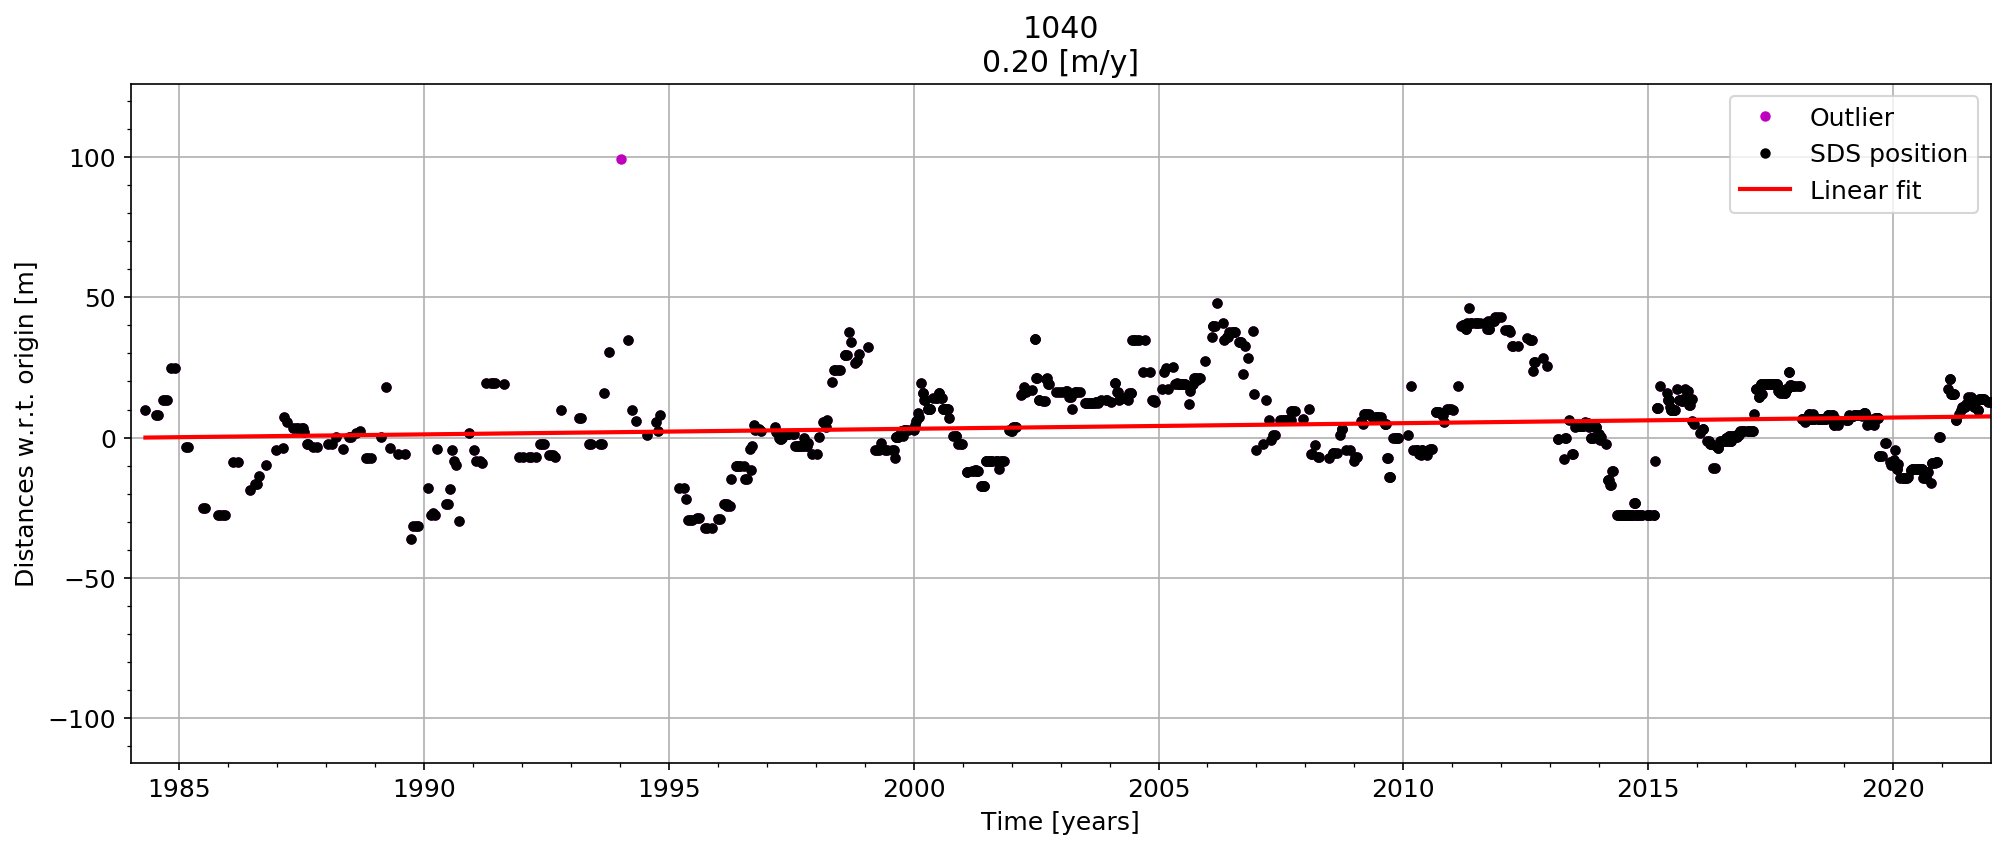 1040
0.20 [m/y]
Outlier
SDS position
Linear fit
Distances w.r.t. origin [m]
100
50
0
−50
−100
1985 1990 1995 2000 2005 2010 2015 2020
Time [years]